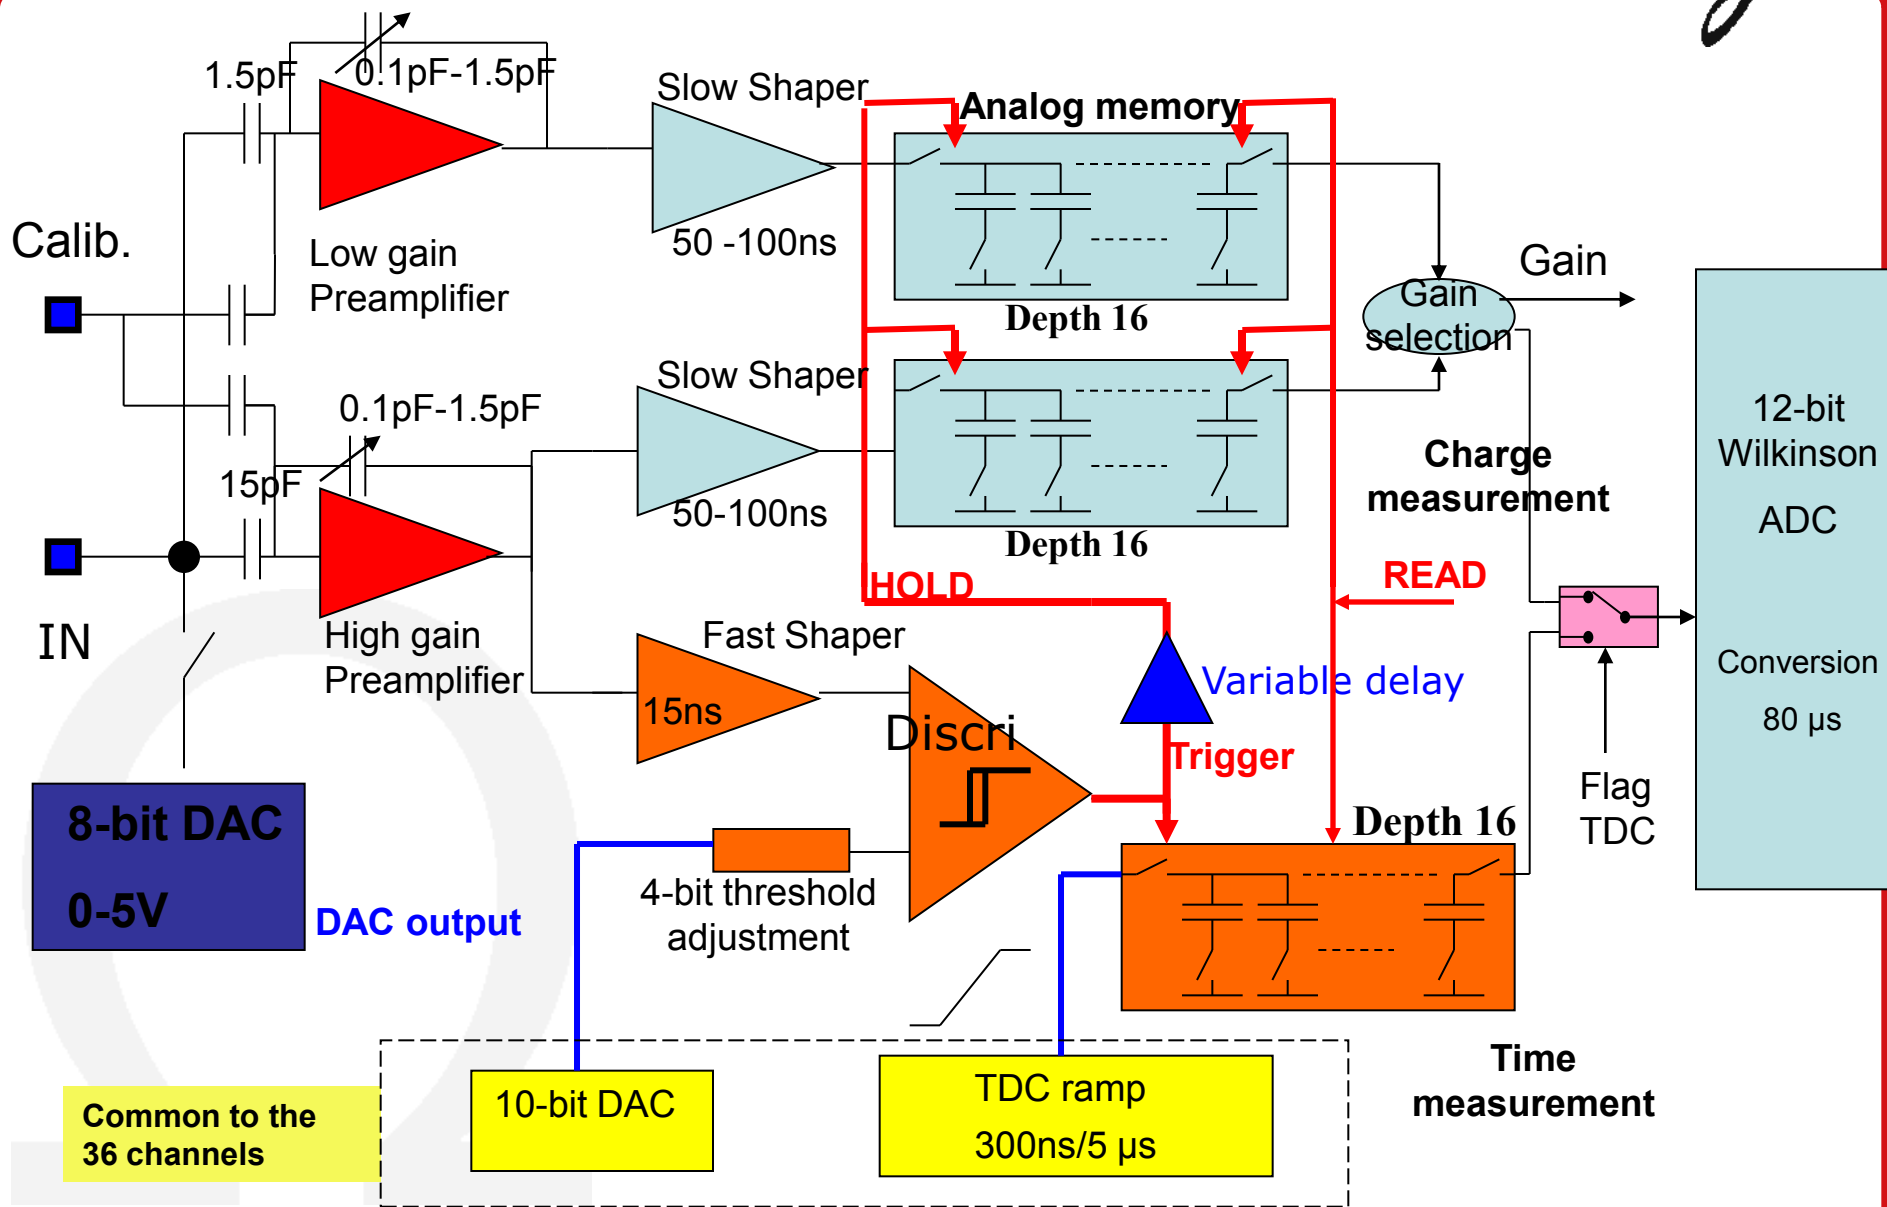 1.5pF
0.1pF-1.5pF
Slow Shaper
Analog memory
Calib.
Low gain
Preamplifier
50 -100ns
Depth 16
Gain
Gain
selection
Slow Shaper
0.1pF-1.5pF
15pF
50-100ns
Depth 16
Charge
measurement
12-bit
Wilkinson
ADC
Conversion
80 µs
HOLD
READ
IN
High gain
Preamplifier
Fast Shaper
15ns
Discri
Variable delay
Trigger
Flag
TDC
8-bit DAC
0-5V
DAC output
4-bit threshold
adjustment
Depth 16
Time
measurement
Common to the
36 channels
10-bit DAC
TDC ramp
300ns/5 µs